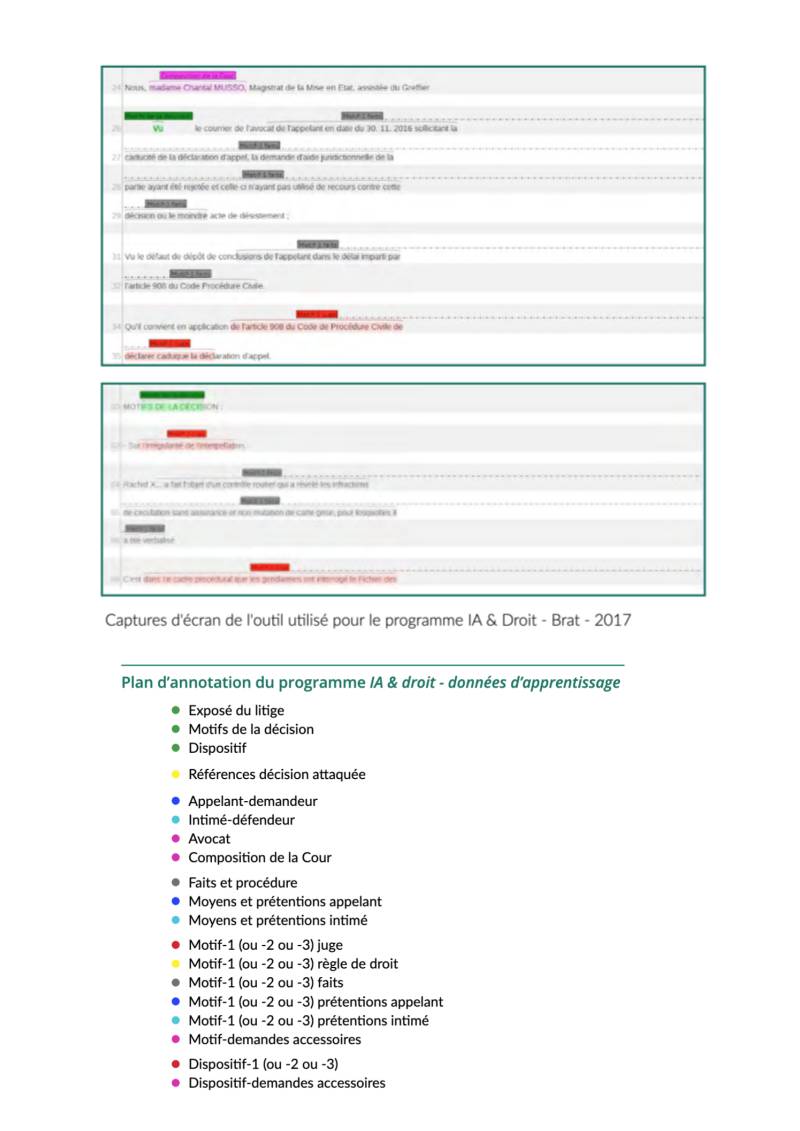 Composition de la Cour
24 Nous, madame Chantal MUSSO, Magistrat de la Mise en Etat, assistée du Greffier
Motif-1 faits
26 Vu le courrier de l'avocat de l'appelant en date du 30. 11. 2016 sollicitant la
Motif-1 faits
27 caducité de la déclaration d'appel, la demande d'aide juridictionnelle de la
Motif-1 faits
28 partie ayant été rejetée et celle ci n'ayant pas utilisé de recours contre cette
Motif-1 faits
29 décision ou le moindre acte de désistement ;
Motif-1 faits
31 Vu le défaut de dépôt de conclusions de l'appelant dans le délai imparti par
Motif-1 faits
32 l'article 908 du Code Procédure Civile.
Motif-1 juge
34 Qu'il convient en application de l'article 908 du Code de Procédure Civile de
Motif-1 juge
35 déclarer caduque la déclaration d'appel.
MOTIFS DE LA DÉCISION :
- Sur l'irrégularité de l'interpellation
Motif-1 faits
Rachid X... a fait l'objet d'un contrôle routier qui a révélé les infractions
Motif-1 faits
de circulation sans assurance et non mutation de carte grise, pour lesquelles il
Motif-1 faits
a été verbalisé
C'est dans ce cadre procédural que les gendarmes ont interrogé le Fichier des
Captures d'écran de l'outil utilisé pour le programme IA & Droit - Brat - 2017
Plan d'annotation du programme IA & droit - données d'apprentissage
● Exposé du litige
● Motifs de la décision
● Dispositif
● Références décision attaquée
● Appelant-demandeur
● Intimé-défendeur
● Avocat
● Composition de la Cour
● Faits et procédure
● Moyens et prétentions appelant
● Moyens et prétentions intimé
● Motif-1 (ou -2 ou -3) juge
● Motif-1 (ou -2 ou -3) règle de droit
● Motif-1 (ou -2 ou -3) faits
● Motif-1 (ou -2 ou -3) prétentions appelant
● Motif-1 (ou -2 ou -3) prétentions intimé
● Motif-demandes accessoires
● Dispositif-1 (ou -2 ou -3)
● Dispositif-demandes accessoires